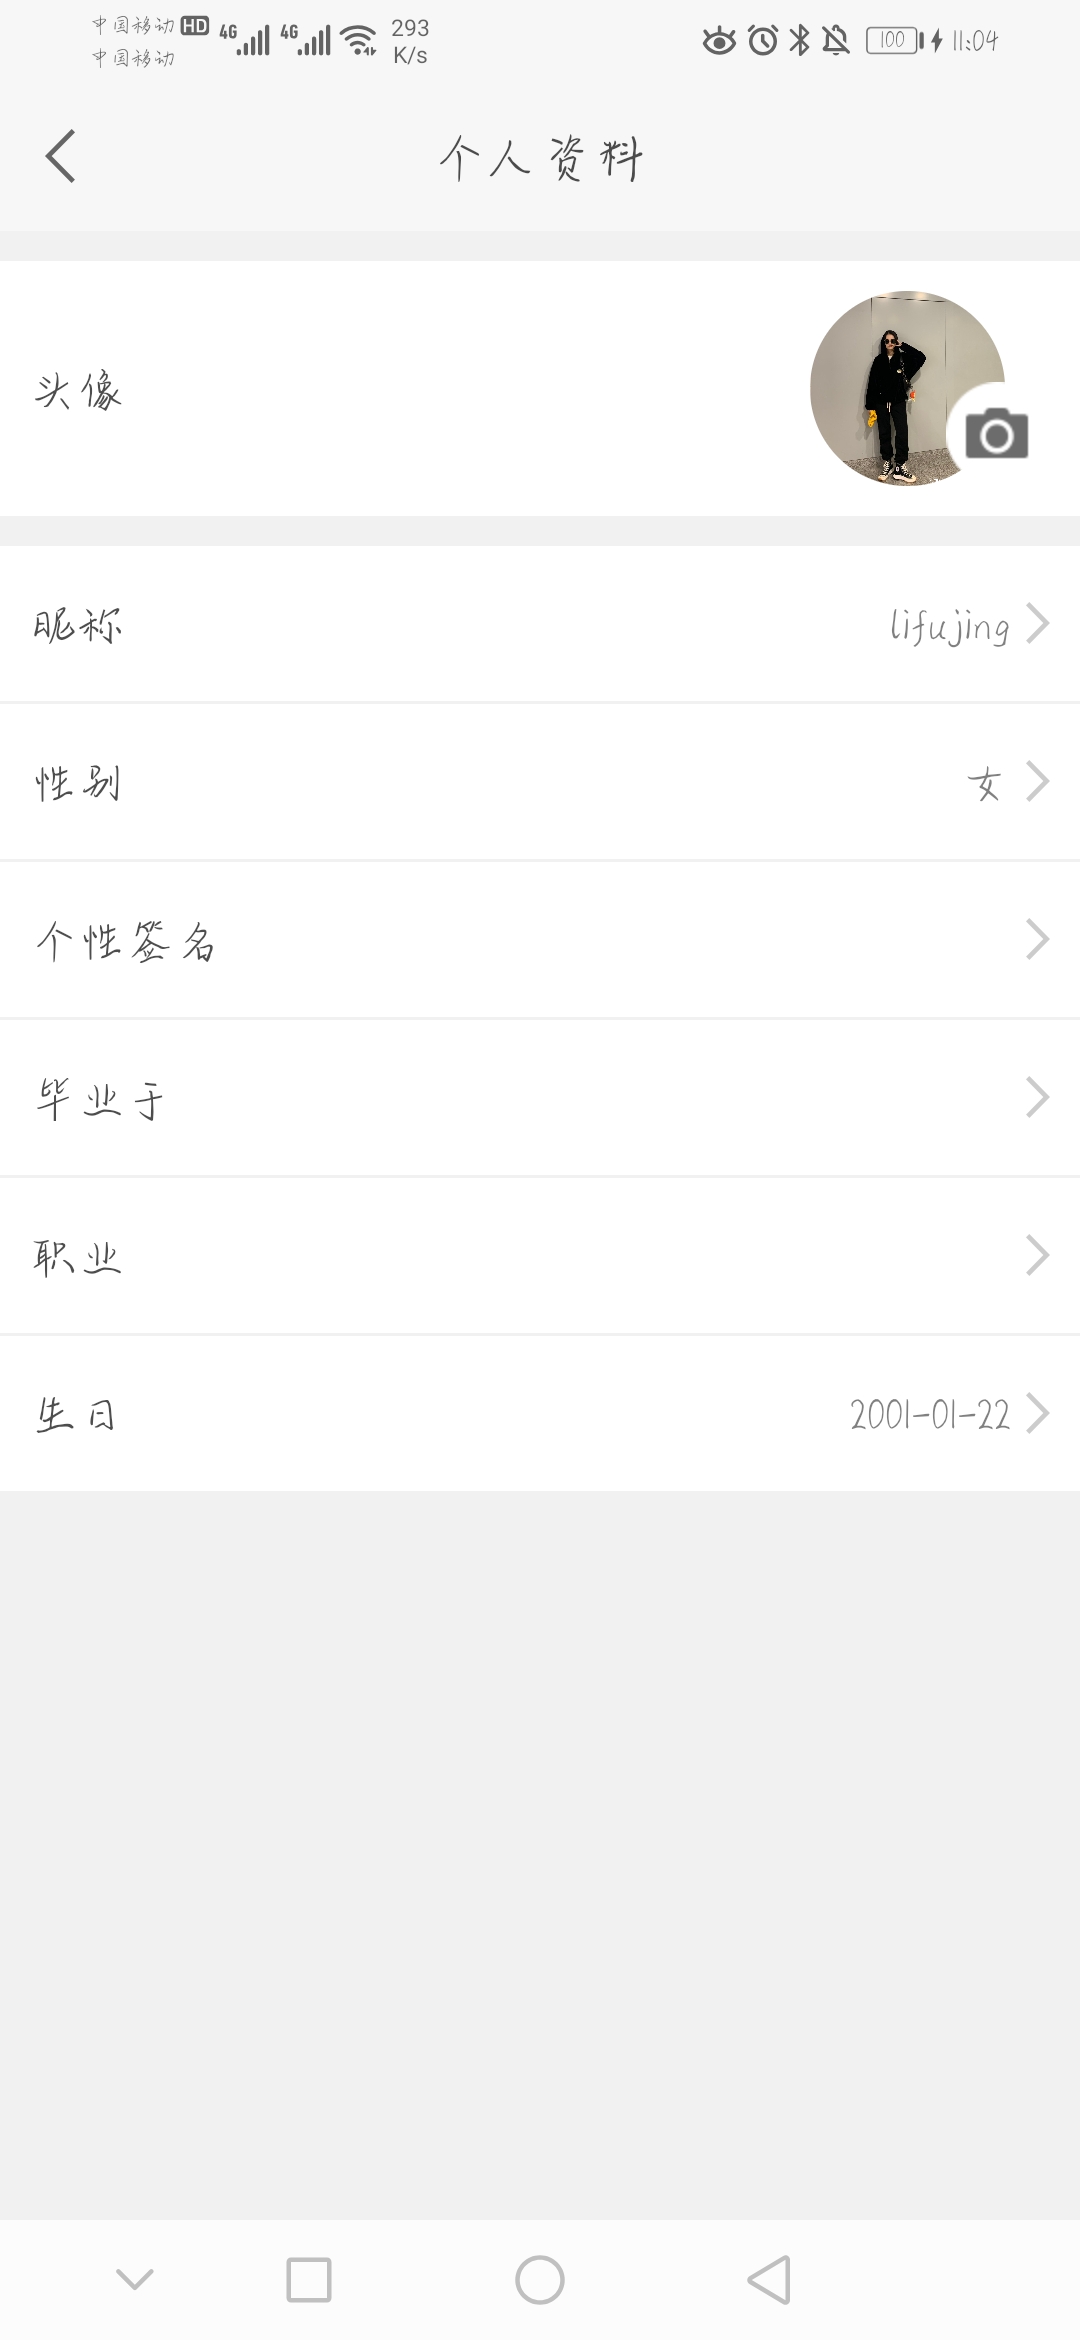 中国移动 HD 4G 4G 293
中国移动 K/s 100 11:04
个人资料
头像
昵称 lifujing
性别 女
个性签名
毕业于
职业
生日 2001-01-22